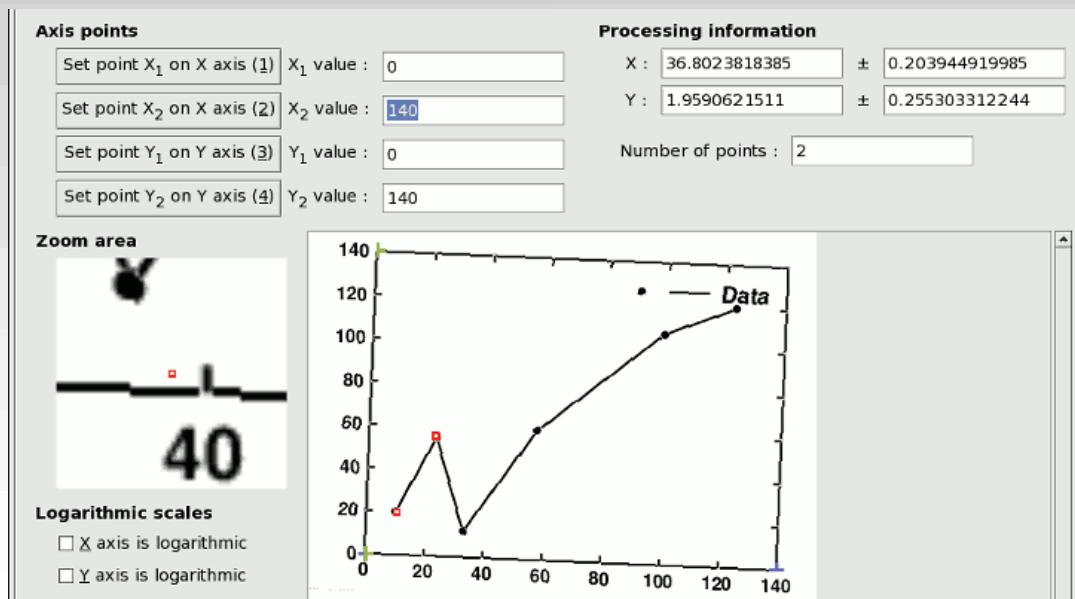 Axis points
Set point X1 on X axis (1) X1 value : 0
Set point X2 on X axis (2) X2 value : 140
Set point Y1 on Y axis (3) Y1 value : 0
Set point Y2 on Y axis (4) Y2 value : 140
Processing information
X : 36.8023818385 ± 0.203944919985
Y : 1.9590621511 ± 0.255303312244
Number of points : 2
Zoom area
40
Logarithmic scales
X axis is logarithmic
Y axis is logarithmic
140
120
100
80
60
40
20
0
Data
0 20 40 60 80 100 120 140